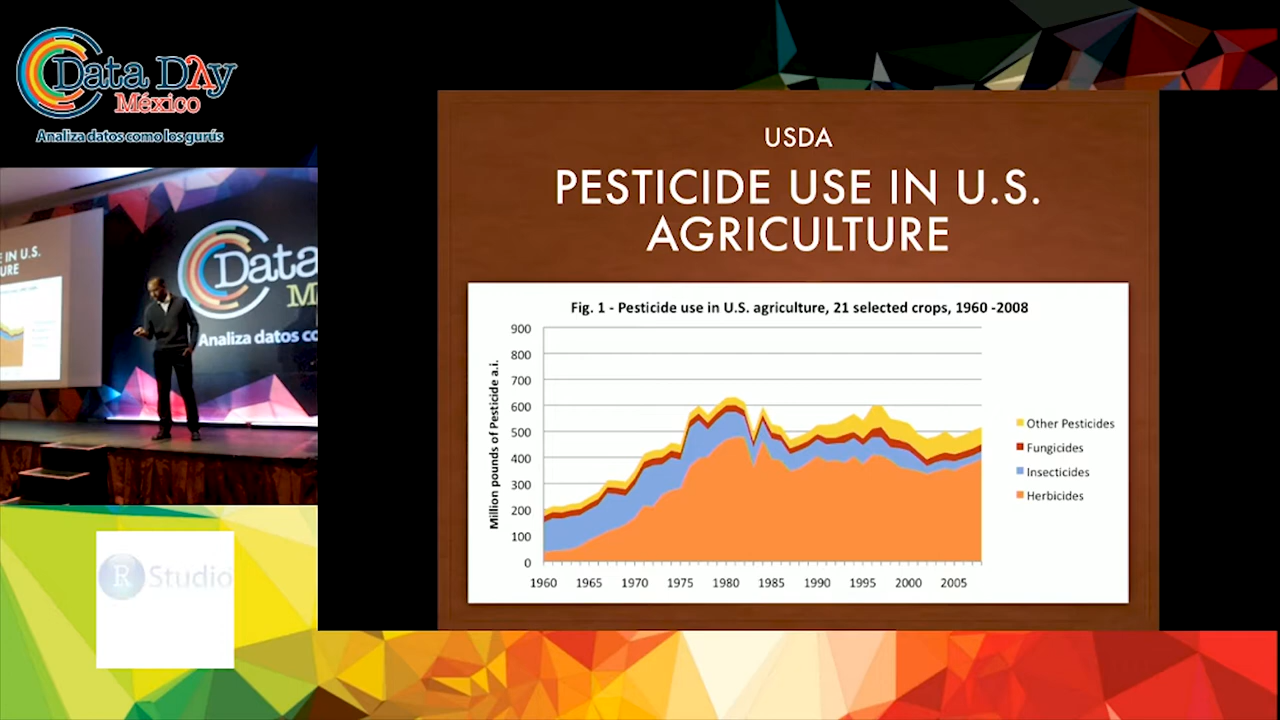 Data Day
México
Analiza datos como los gurús
E IN U.S.
URE
Data
M
Analiza datos co
R Studio
USDA
PESTICIDE USE IN U.S.
AGRICULTURE
Fig. 1 - Pesticide use in U.S. agriculture, 21 selected crops, 1960 -2008
Million pounds of Pesticide a.i.
900
800
700
600
500
400
300
200
100
0
1960 1965 1970 1975 1980 1985 1990 1995 2000 2005
Other Pesticides
Fungicides
Insecticides
Herbicides